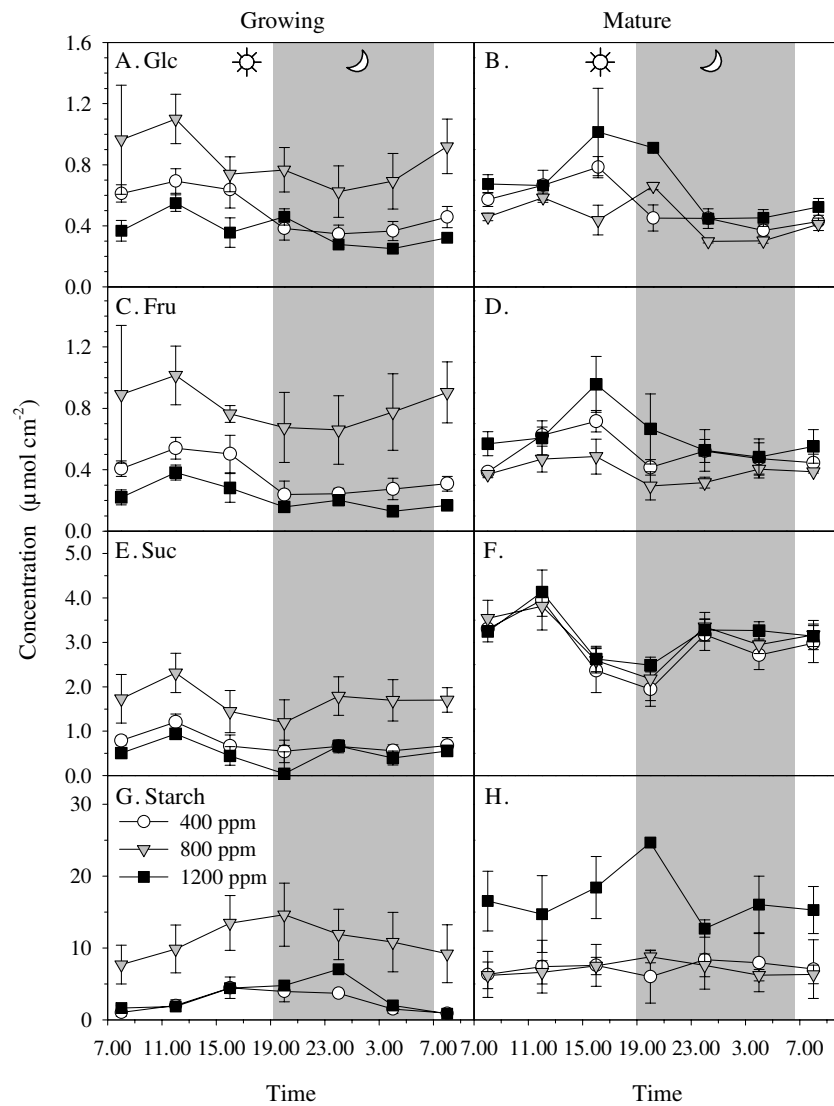 Growing
Mature
A. Glc
B.
1.6
1.2
0.8
0.4
0.0
C. Fru
D.
1.2
0.8
0.4
0.0
E. Suc
F.
5.0
4.0
3.0
2.0
1.0
0.0
G. Starch
H.
400 ppm
800 ppm
1200 ppm
30
20
10
0
Concentration (µmol cm⁻²)
7.00 11.00 15.00 19.00 23.00 3.00 7.00
7.00 11.00 15.00 19.00 23.00 3.00 7.00
Time
Time